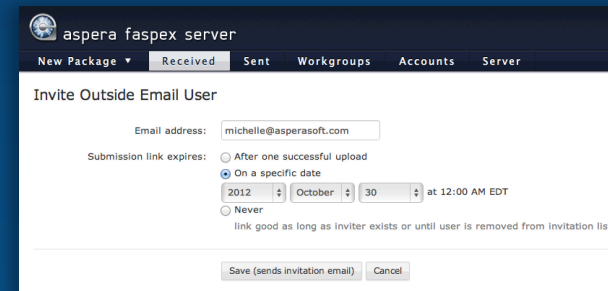 aspera faspex server
New Package ▼ Received Sent Workgroups Accounts Server
Invite Outside Email User
Email address: michelle@asperasoft.com
Submission link expires: After one successful upload
On a specific date
2012 October 30 at 12:00 AM EDT
Never
link good as long as inviter exists or until user is removed from invitation lis
Save (sends invitation email) Cancel